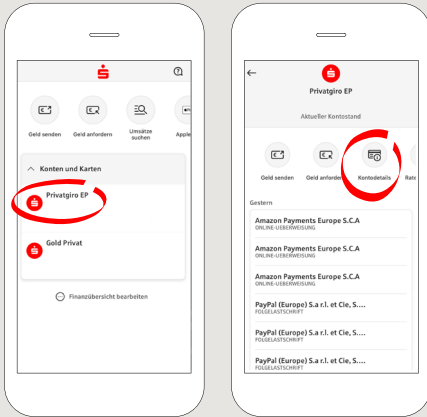 Geld senden
Geld anfordern
Umsätze
suchen
Apple
Konten und Karten
Privatgiro EP
Gold Privat
Finanzübersicht bearbeiten
Privatgiro EP
Aktueller Kontostand
Geld senden
Geld anforder
Kontodetails
Rate
Gestern
Amazon Payments Europe S.C.A
ONLINE-UEBERWEISUNG
Amazon Payments Europe S.C.A
ONLINE-UEBERWEISUNG
Amazon Payments Europe S.C.A
ONLINE-UEBERWEISUNG
PayPal (Europe) S.a r.l. et Cie, S....
FOLGELASTSCHRIFT
PayPal (Europe) S.a r.l. et Cie, S....
FOLGELASTSCHRIFT
PayPal (Europe) S.a r.l. et Cie, S....
FOLGELASTSCHRIFT